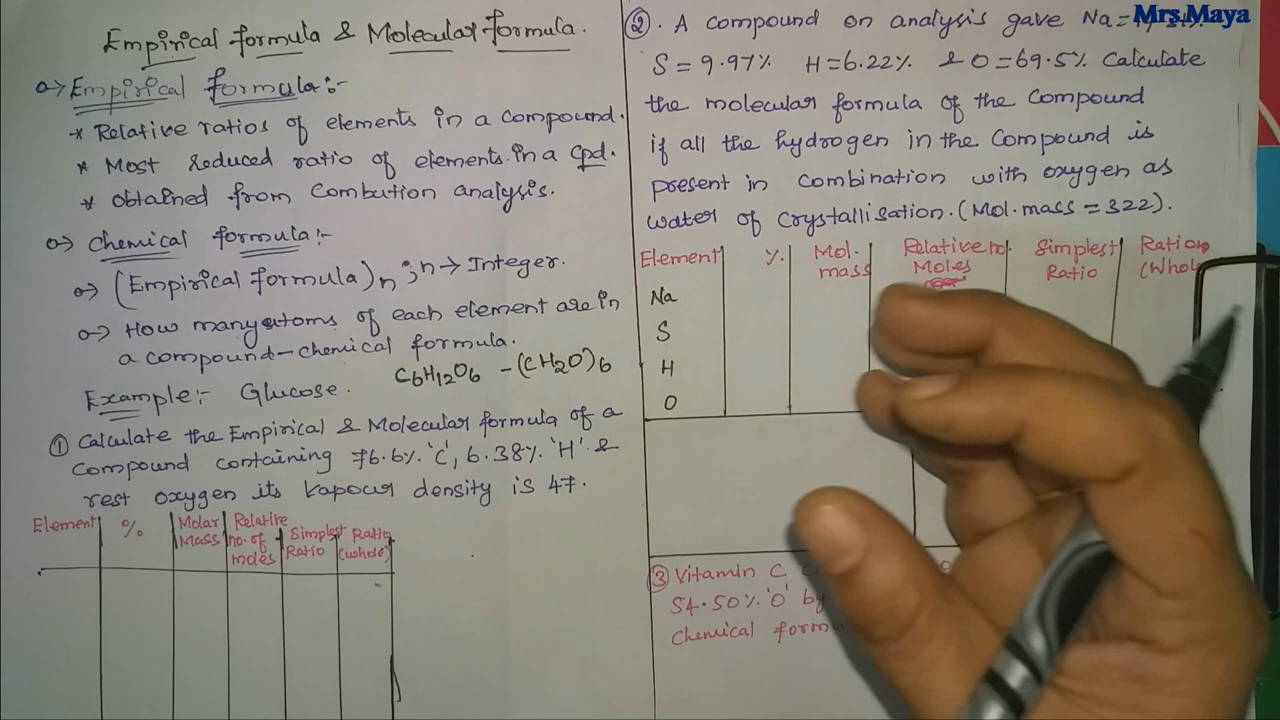 Empirical formula & Molecular formula.
Empirical formula:-
* Relative ratios of elements in a compound.
* Most reduced ratio of elements in a cpd.
* obtained from Combution analysis.
Chemical formula:-
(Empirical formula)n ; n → Integer.
How many atoms of each element are in
a compound - chemical formula.
Example:- Glucose. C6H12O6 - (CH2O)6
① Calculate the Empirical & Molecular formula of a
Compound containing 76.6% 'C', 6.38% 'H' &
rest oxygen its vapour density is 47.
Element % Molar Mass Relative no. of moles Simplest Ratio Ratio (whole)
② . A compound on analysis gave Na =
Mrs.Maya
S = 9.97% H = 6.22% & O = 69.5% Calculate
the molecular formula of the Compound
if all the hydrogen in the Compound is
present in combination with oxygen as
water of crystallisation. (Mol. mass = 322).
Element % Mol. mass Relative no. Moles Simplest Ratio Ration (Whole
Na
S
H
O
③ Vitamin C
54.50% 'O' by
Chemical form